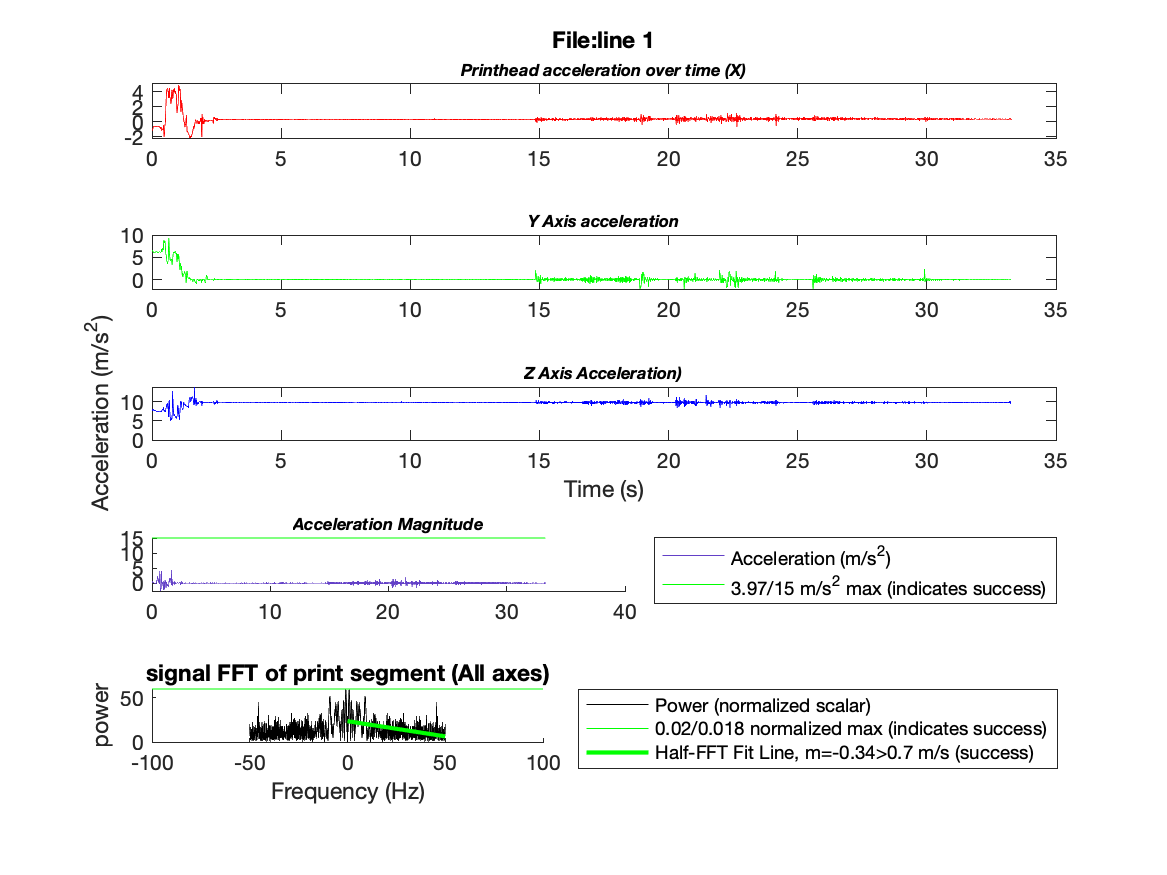 File:line 1
Printhead acceleration over time (X)
4
2
0
-2
0 5 10 15 20 25 30 35
Y Axis acceleration
10
5
0
0 5 10 15 20 25 30 35
Acceleration (m/s²)
Z Axis Acceleration)
10
5
0
0 5 10 15 20 25 30 35
Time (s)
Acceleration Magnitude
15
10
5
0
0 10 20 30 40
Acceleration (m/s²)
3.97/15 m/s² max (indicates success)
signal FFT of print segment (All axes)
power
50
0
-100 -50 0 50 100
Frequency (Hz)
Power (normalized scalar)
0.02/0.018 normalized max (indicates success)
Half-FFT Fit Line, m=-0.34>0.7 m/s (success)